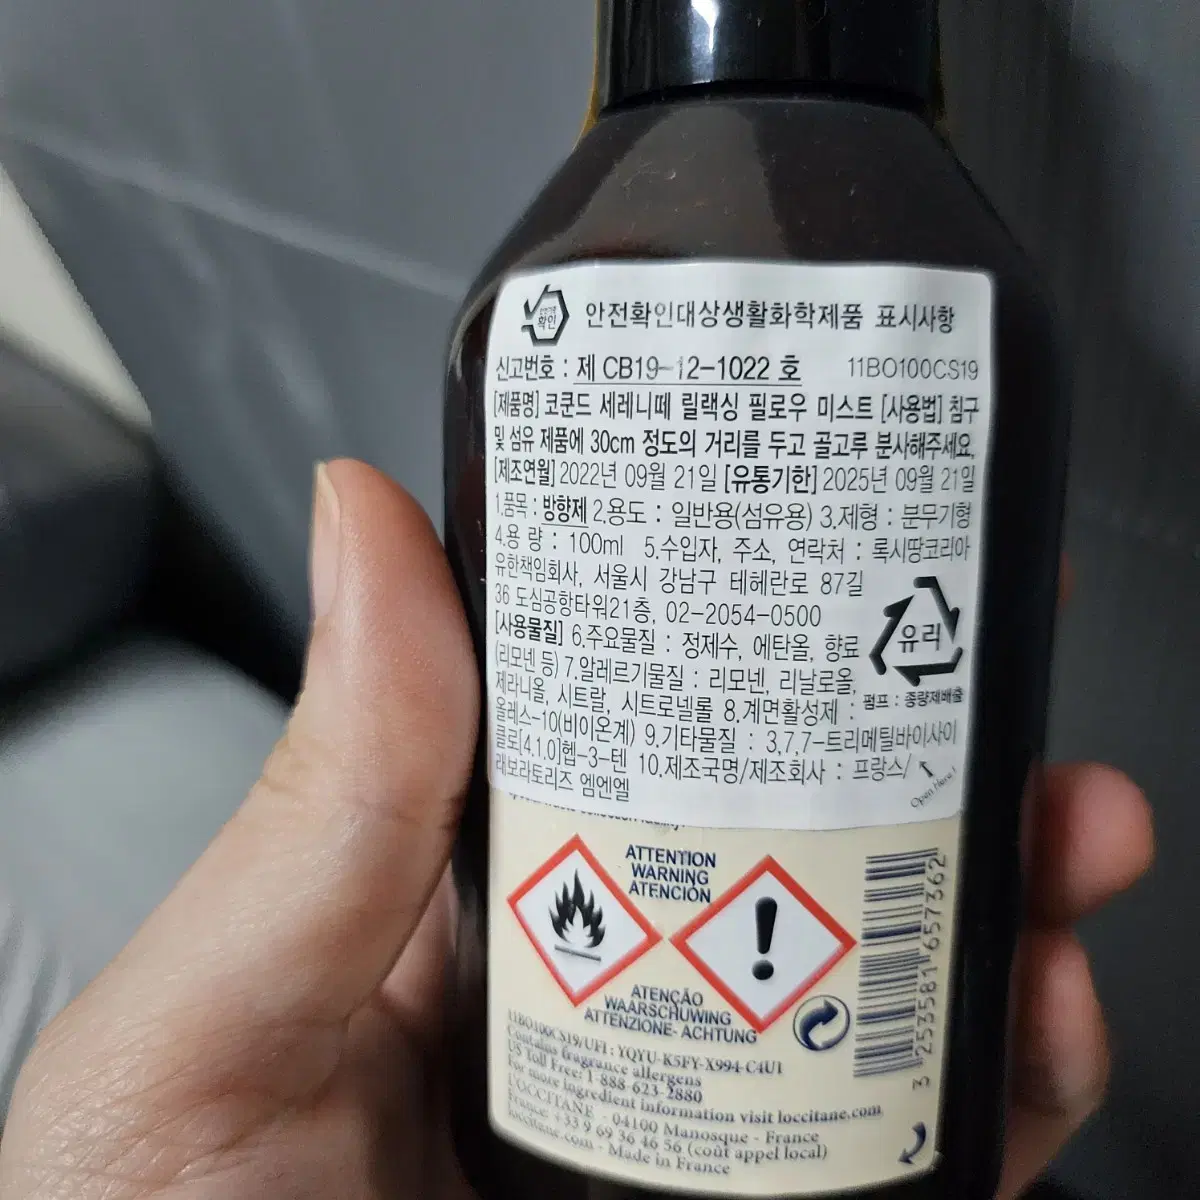 확인
안전확인대상생활화학제품 표시사항
신고번호 : 제 CB19-12-1022 호 11BO100CS19
[제품명] 코쿤드 세레니떼 릴랙싱 필로우 미스트 [사용법] 침구
및 섬유 제품에 30cm 정도의 거리를 두고 골고루 분사해주세요.
[제조연월] 2022년 09월 21일 [유통기한] 2025년 09월 21일
1.품목 : 방향제 2.용도 : 일반용(섬유용) 3.제형 : 분무기형
4.용 량 : 100ml 5.수입자, 주소, 연락처 : 록시땅코리아
유한책임회사, 서울시 강남구 테헤란로 87길
36 도심공항타워21층, 02-2054-0500
[사용물질] 6.주요물질 : 정제수, 에탄올, 향료
(리모넨 등) 7.알레르기물질 : 리모넨, 리날로올,
제라니올, 시트랄, 시트로넬롤 8.계면활성제 :
올레스-10(비이온계) 9.기타물질 : 3,7,7-트리메틸바이사이
클로[4.1.0]헵-3-텐 10.제조국명/제조회사 : 프랑스/
래보라토리즈 엠엔엘
유리
펌프 : 중량제배출
Open Here!
ATTENTION
WARNING
ATENCIÓN
ATENÇÃO
WAARSCHUWING
ATTENZIONE- ACHTUNG
11BO100CS19/UFI : YQYU-K5FY-X994-C4U1
Contains fragrance allergens
US Toll Free: 1-888-623-2880
For more ingredient information visit loccitane.com
L'OCCITANE - 04100 Manosque - France
France: +33 9 69 36 46 56 (coût appel local)
loccitane.com - Made in France
3 253581 657362